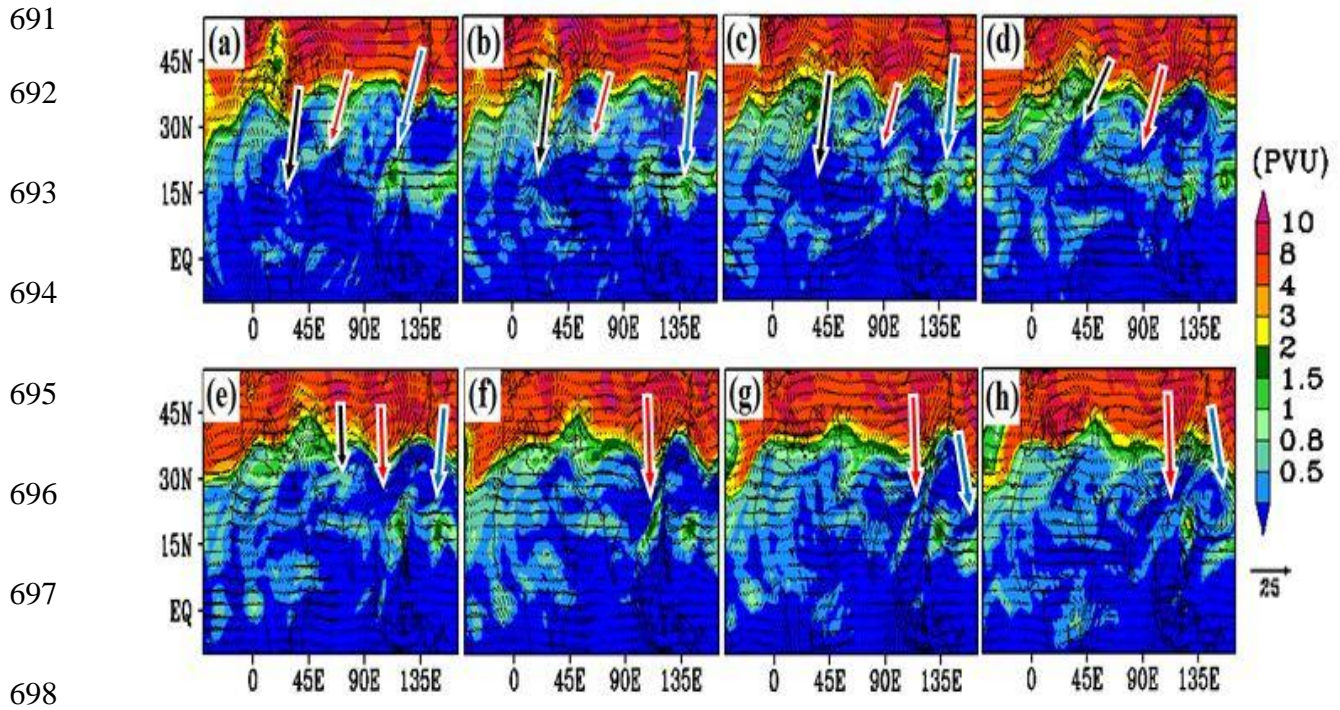 691
(a) (b) (c) (d)
45N
692
30N
(PVU)
693
15N
10
8
EQ
4
694
3
0 45E 90E 135E 0 45E 90E 135E 0 45E 90E 135E 0 45E 90E 135E
2
1.5
695
(e) (f) (g) (h)
1
45N
0.8
0.5
30N
696
15N
25
697
EQ
0 45E 90E 135E 0 45E 90E 135E 0 45E 90E 135E 0 45E 90E 135E
698